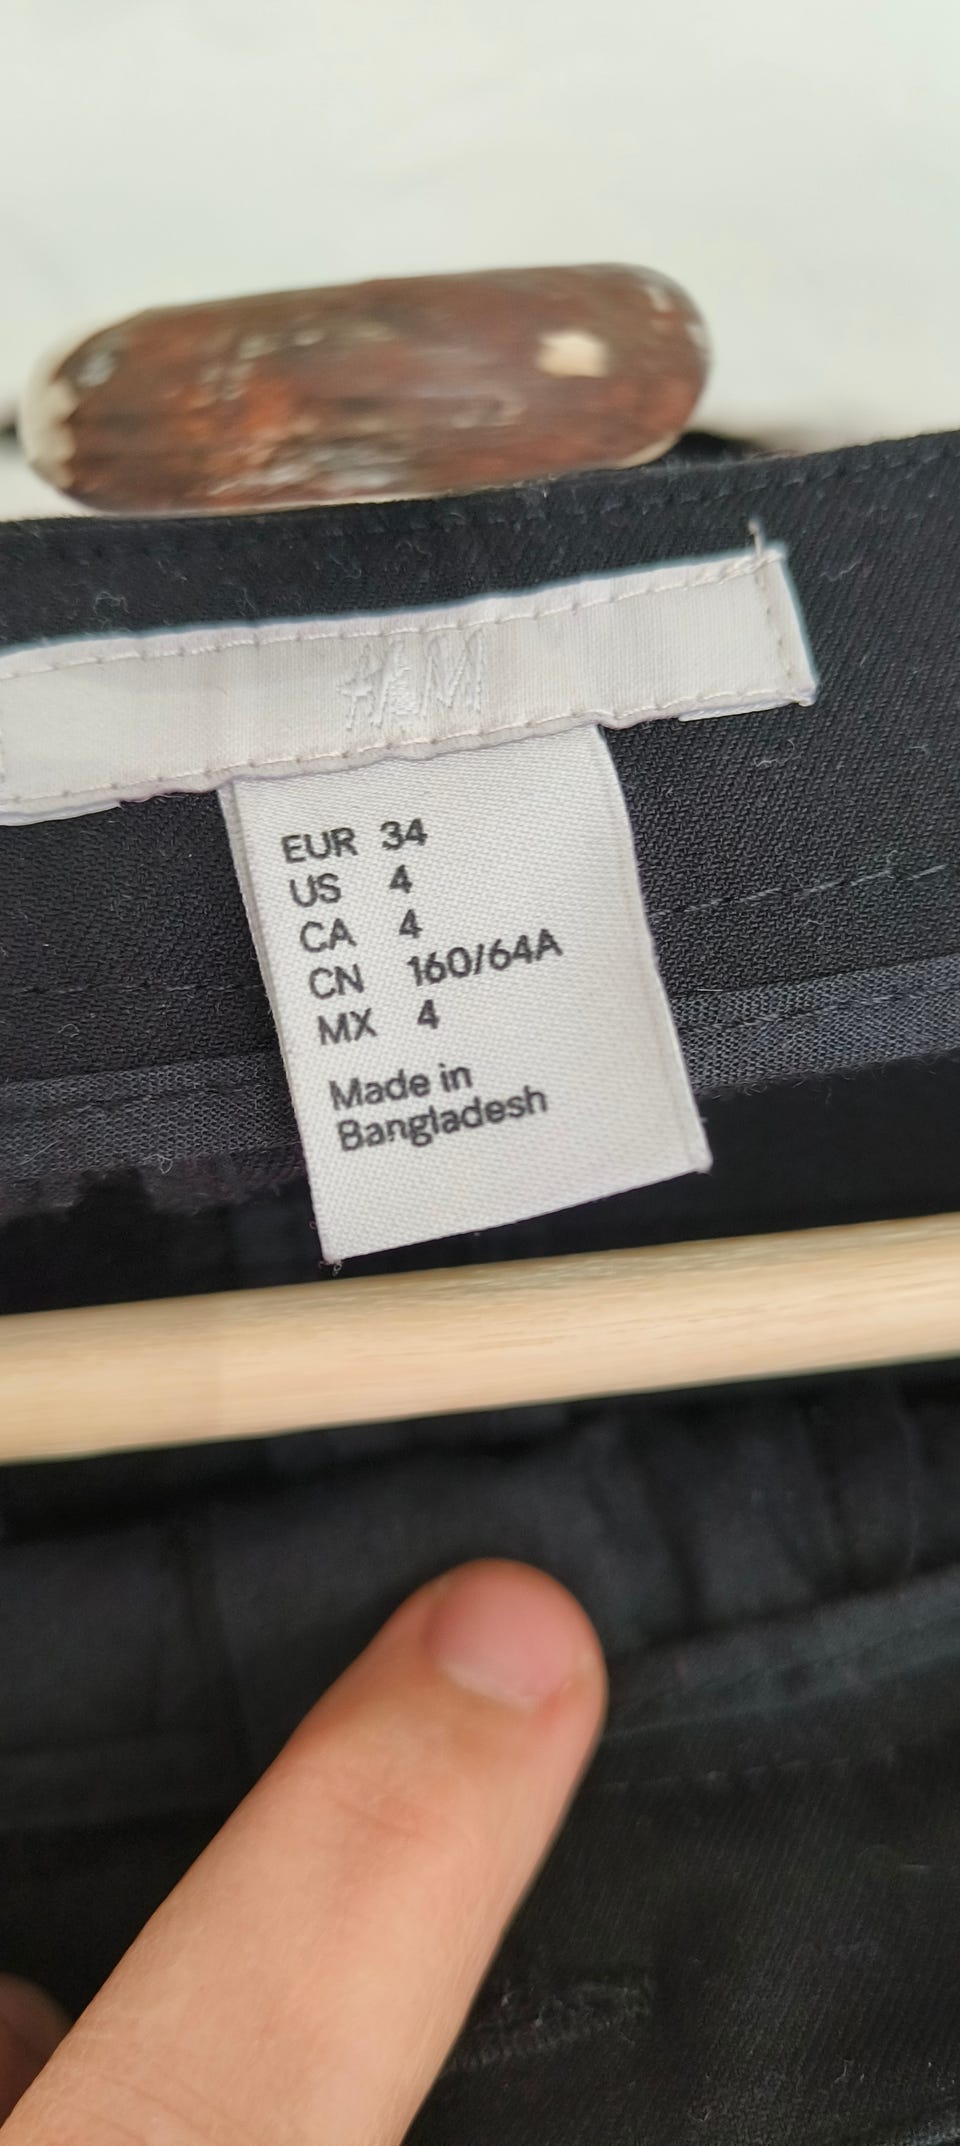 H&M
EUR 34
US 4
CA 4
CN 160/64A
MX 4
Made in
Bangladesh